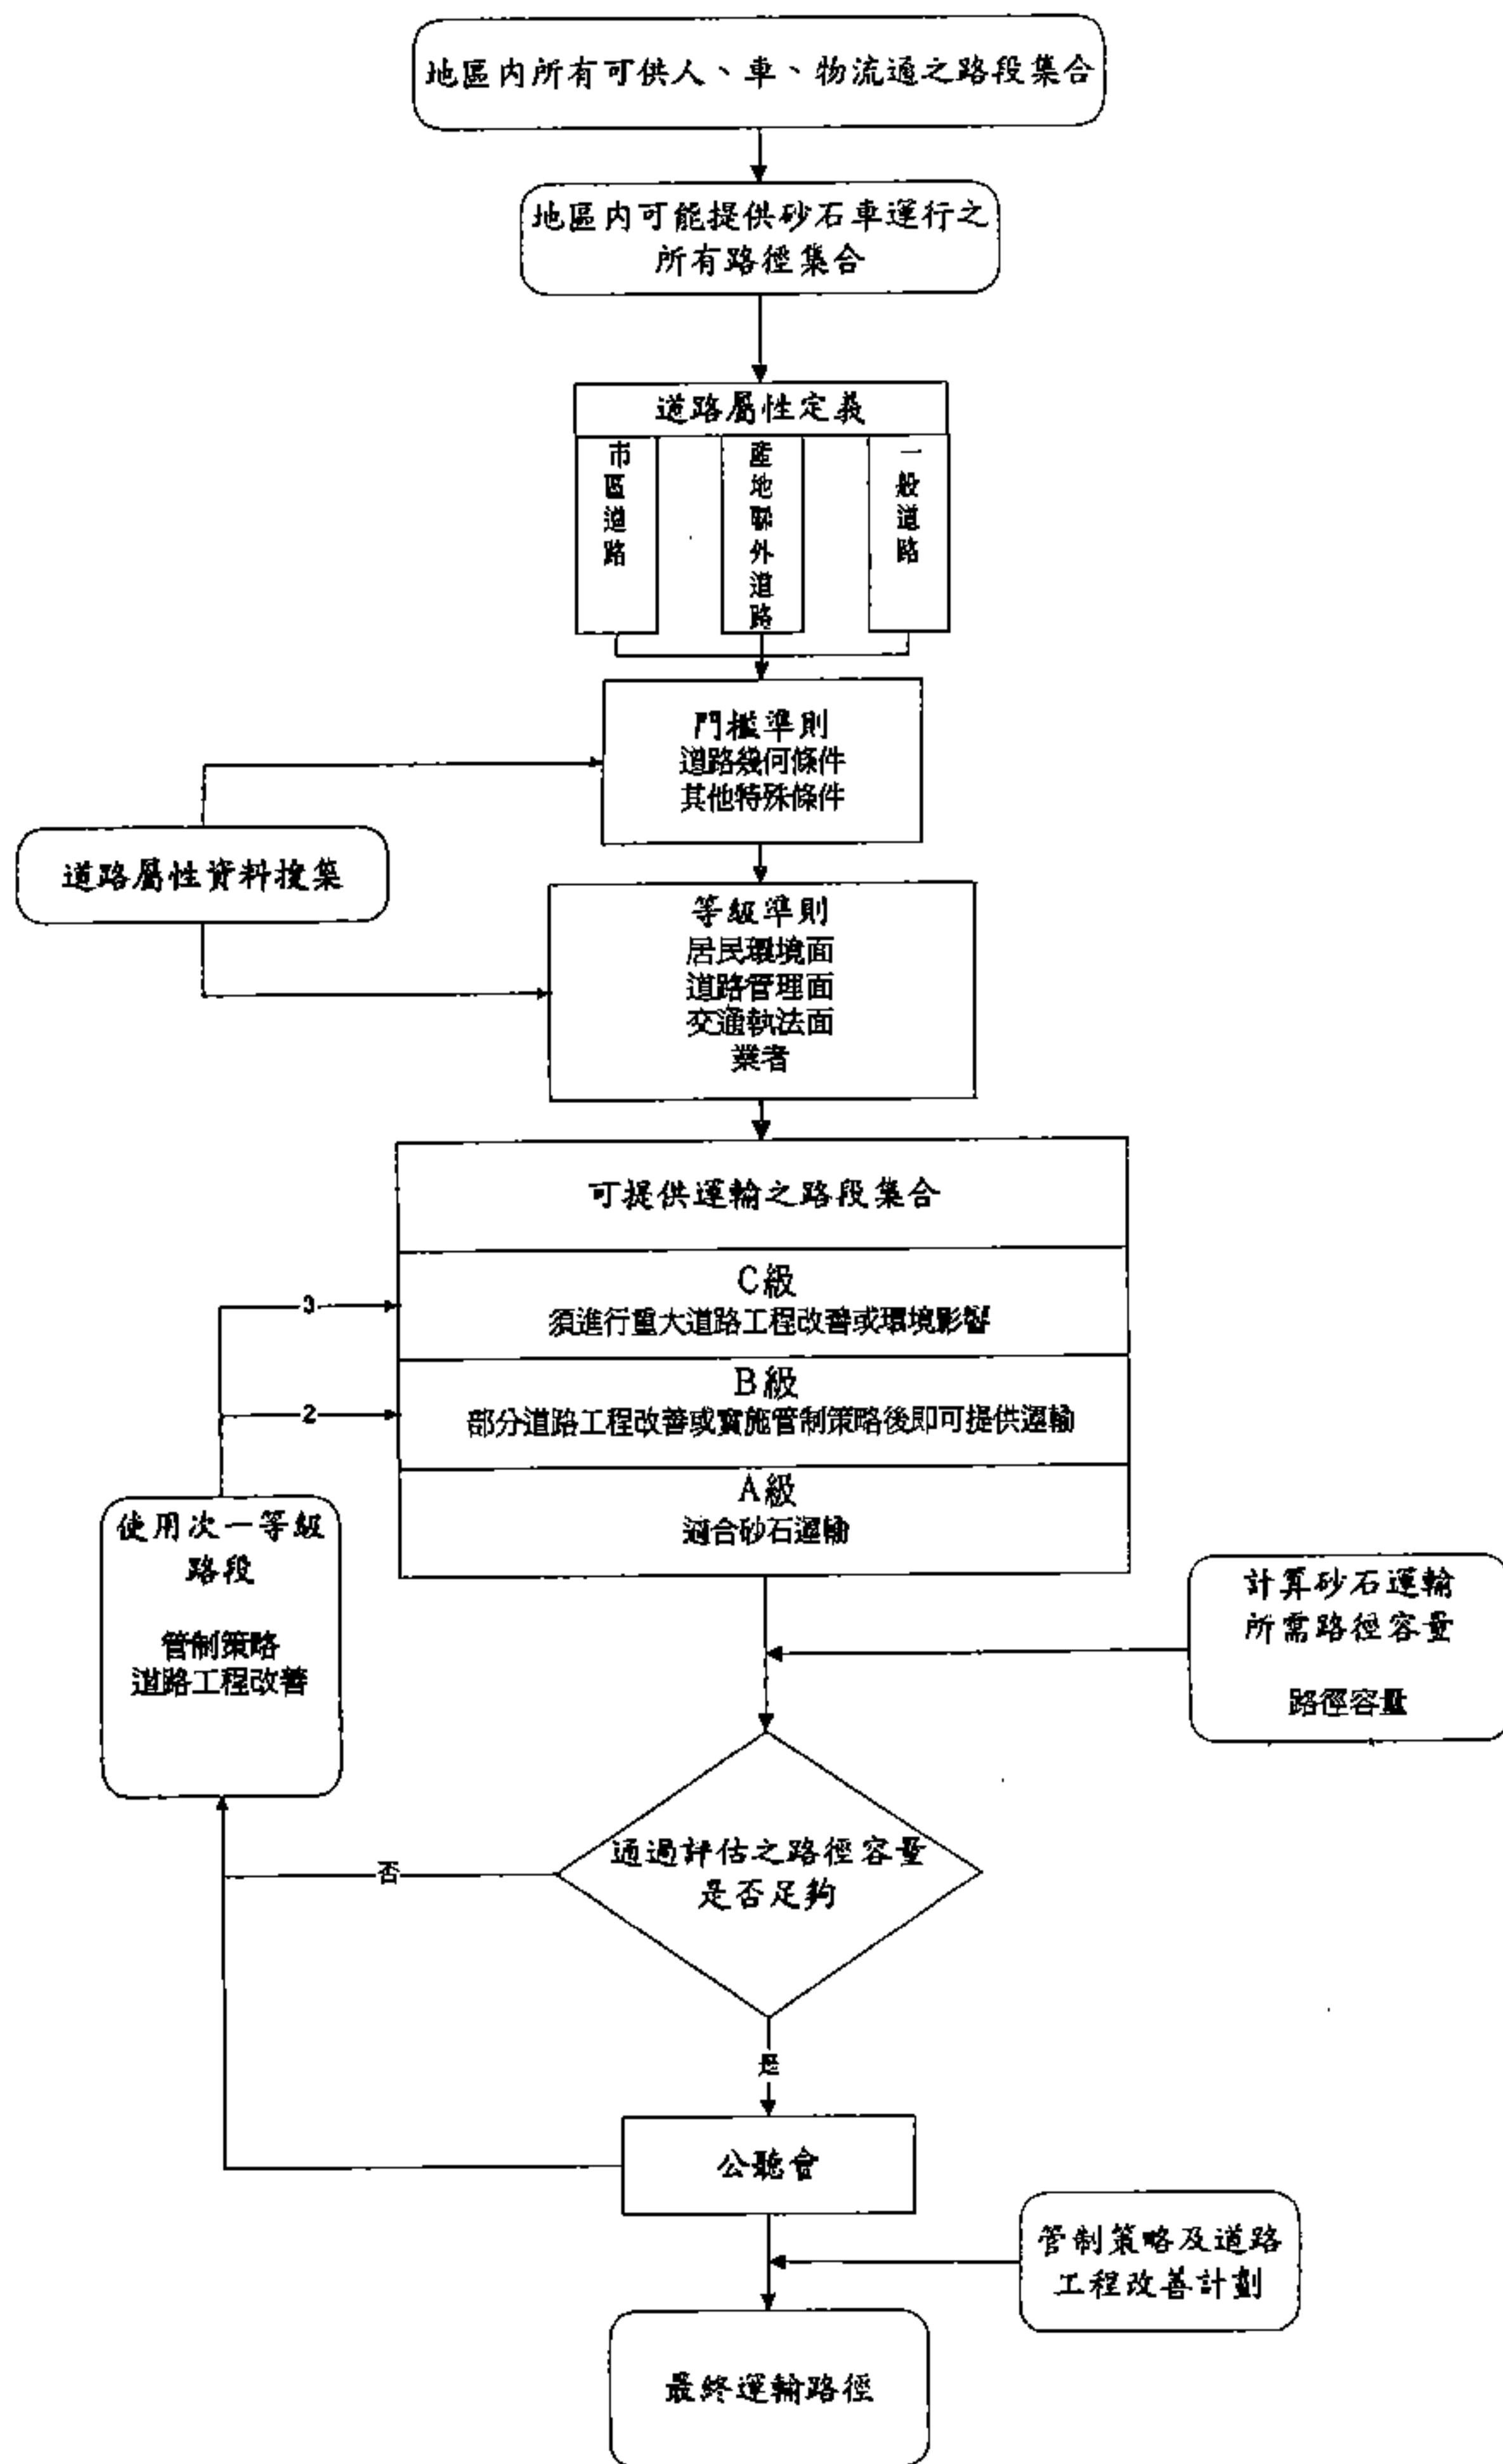 地區內所有可供人、車、物流通之路段集合
地區內可能提供砂石車運行之
所有路徑集合
道路屬性定義
市區道路
產地聯外道路
一般道路
門檻準則
道路幾何條件
其他特殊條件
道路屬性資料搜集
等級準則
居民環境面
道路管理面
交通執法面
業者
可提供運輸之路段集合
C級
須進行重大道路工程改善或環境影響
3
B級
部分道路工程改善或實施管制策略後即可提供運輸
2
A級
適合砂石運輸
使用次一等級
路段
管制策略
道路工程改善
計算砂石運輸
所需路徑容量
路徑容量
通過評估之路徑容量
是否足夠
否
是
公聽會
管制策略及道路
工程改善計劃
最終運輸路徑